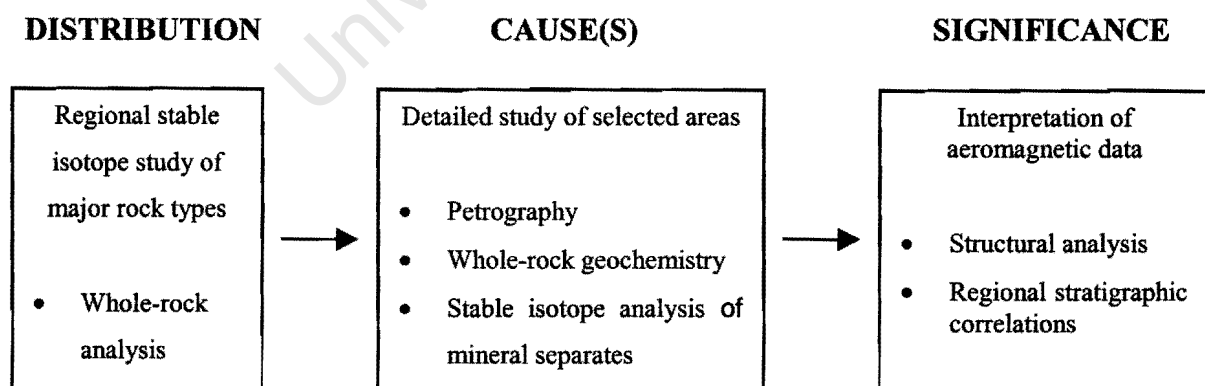 DISTRIBUTION
Regional stable
isotope study of
major rock types
• Whole-rock
analysis
CAUSE(S)
Detailed study of selected areas
• Petrography
• Whole-rock geochemistry
• Stable isotope analysis of
mineral separates
SIGNIFICANCE
Interpretation of
aeromagnetic data
• Structural analysis
• Regional stratigraphic
correlations